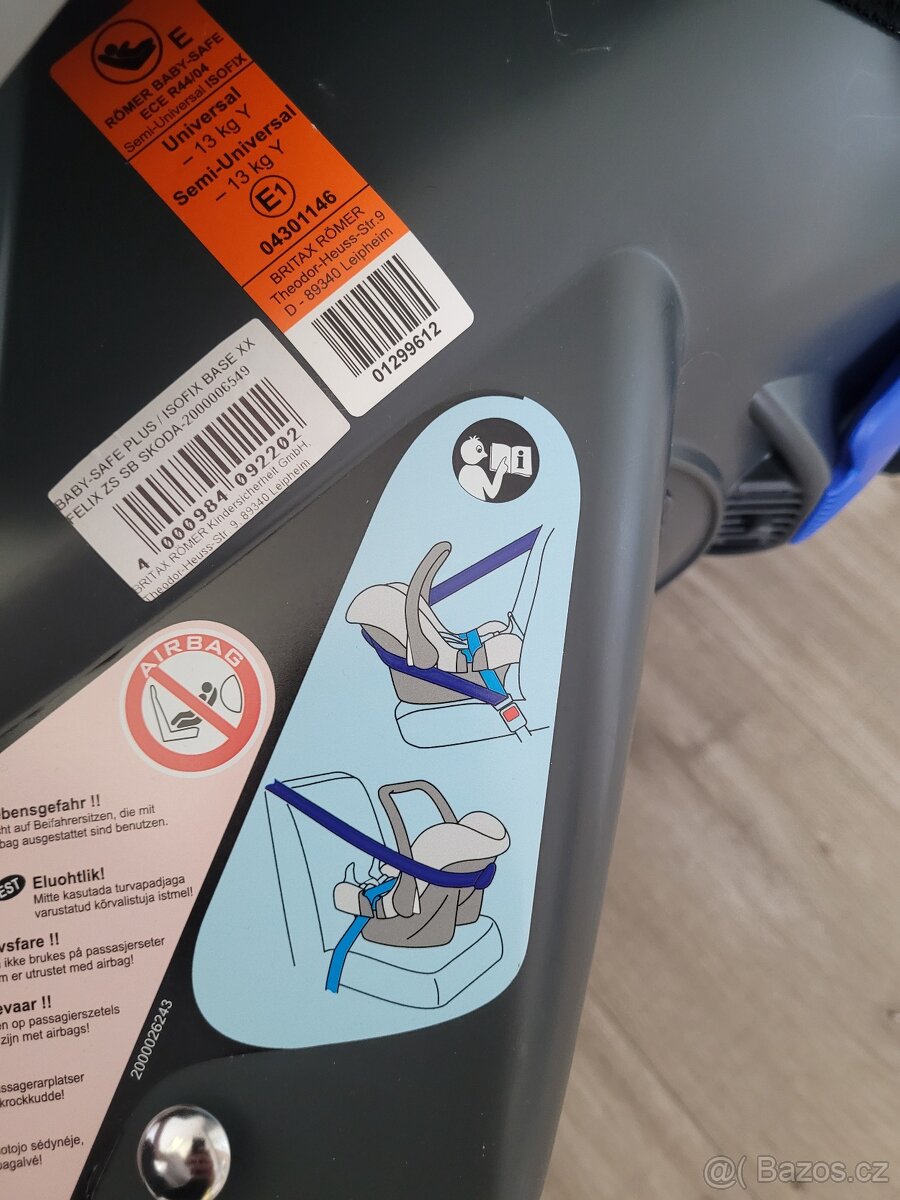 E
RÖMER BABY-SAFE
ECE R44/04
Semi-Universal ISOFIX
Universal
– 13 kg Y
Semi-Universal
– 13 kg Y
E1
04301146
BRITAX RÖMER
Theodor-Heuss-Str.9
D - 89340 Leipheim
01299612
BABY-SAFE PLUS / ISOFIX BASE XX
FELIX ZS SB SKODA-2000006549
4 000984 092202
BRITAX RÖMER Kindersicherheit GmbH,
Theodor-Heuss-Str. 9, 89340 Leipheim
i
AIRBAG
ebensgefahr !!
cht auf Beifahrersitzen, die mit
bag ausgestattet sind benutzen.
EST Eluohtlik!
Mitte kasutada turvapadjaga
varustatud kõrvalistuja istmel!
vsfare !!
ikke brukes på passasjerseter
m er utrustet med airbag!
evaar !!
en op passagierszetels
zijn met airbags!
ssagerarplatser
krockkudde!
otojo sėdynėje,
pagalvė!
2000026243
@( Bazos.cz